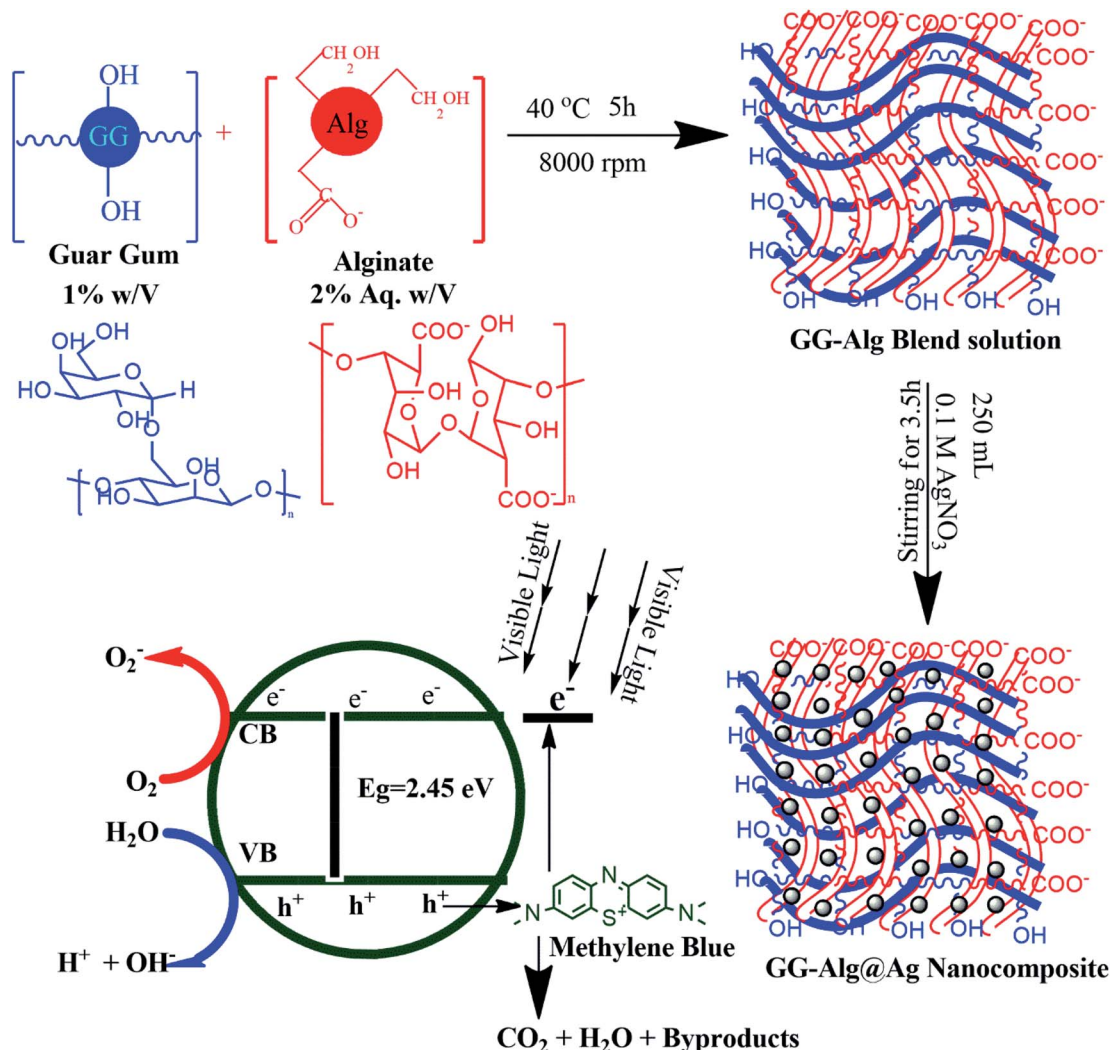 OH
GG
OH
+
CH2OH
CH2OH
Alg
O
O-
Guar Gum
1% w/V
Alginate
2% Aq. w/V
40 °C 5h
8000 rpm
COO- COO- COO- COO-
COO-
COO-
COO-
COO-
COO-
HO
HO
HO
HO
HO
OH OH OH OH OH
GG-Alg Blend solution
OH
OH
O
HO
H
OH
OH
O
OH
O
O
HO
HO
O
n
COO-
OH
O
O
OH
O
O
O
OH
OH
COO-
n
250 mL
0.1 M AgNO3
Stirring for 3.5h
Visible Light
Visible Light
O2-
O2
H2O
H+ + OH-
e- e- e-
CB
Eg=2.45 eV
VB
h+ h+ h+
e-
N
N
S+
N
Methylene Blue
CO2 + H2O + Byproducts
COO- COO- COO- COO-
COO-
COO-
COO-
COO-
HO
HO
HO
HO
HO
OH OH OH OH OH
GG-Alg@Ag Nanocomposite